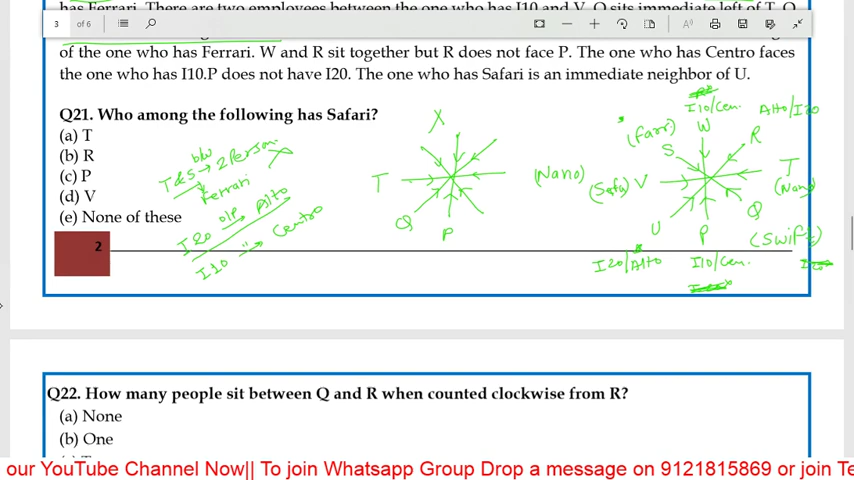 has Ferrari. There are two employees between the one who has I10 and V. Q sits immediate left of T. Q
3 of 6
of the one who has Ferrari. W and R sit together but R does not face P. The one who has Centro faces
the one who has I10.P does not have I20. The one who has Safari is an immediate neighbor of U.
Q21. Who among the following has Safari?
(a) T
(b) R
(c) P
(d) V
(e) None of these
T&S → 2 Person
b/w
Ferrari
I20 o/p → Alto
I10 " → Centro
X
T
Q
P
(Nano)
I10/Cen.
Alto/I20
(Farr)
W
R
S
T
(Nano)
(Safa) V
Q
(Swift)
U
P
I20/Alto
I10/Cen.
I20
2
Q22. How many people sit between Q and R when counted clockwise from R?
(a) None
(b) One
our YouTube Channel Now|| To join Whatsapp Group Drop a message on 9121815869 or join Te